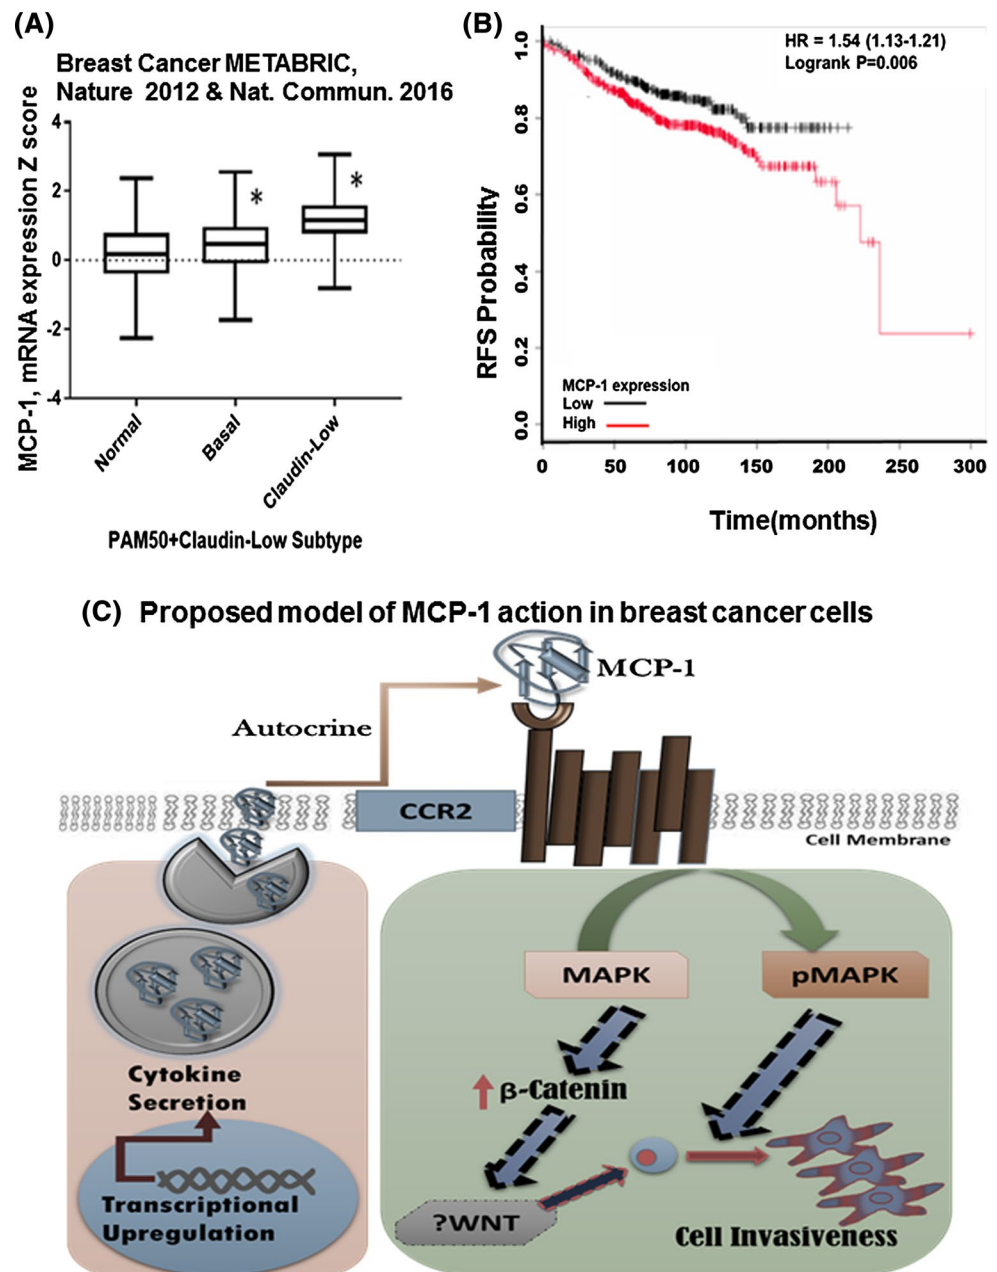 (A)
Breast Cancer METABRIC,
Nature 2012 & Nat. Commun. 2016
MCP-1, mRNA expression Z score
4
2
0
-2
-4
*
*
Normal
Basal
Claudin-Low
PAM50+Claudin-Low Subtype
(B)
HR = 1.54 (1.13-1.21)
Logrank P=0.006
RFS Probability
1.0
0.8
0.6
0.4
0.2
0.0
MCP-1 expression
Low
High
0 50 100 150 200 250 300
Time(months)
(C) Proposed model of MCP-1 action in breast cancer cells
MCP-1
Autocrine
CCR2
Cell Membrane
MAPK
pMAPK
Cytokine
Secretion
β-Catenin
Transcriptional
Upregulation
?WNT
Cell Invasiveness